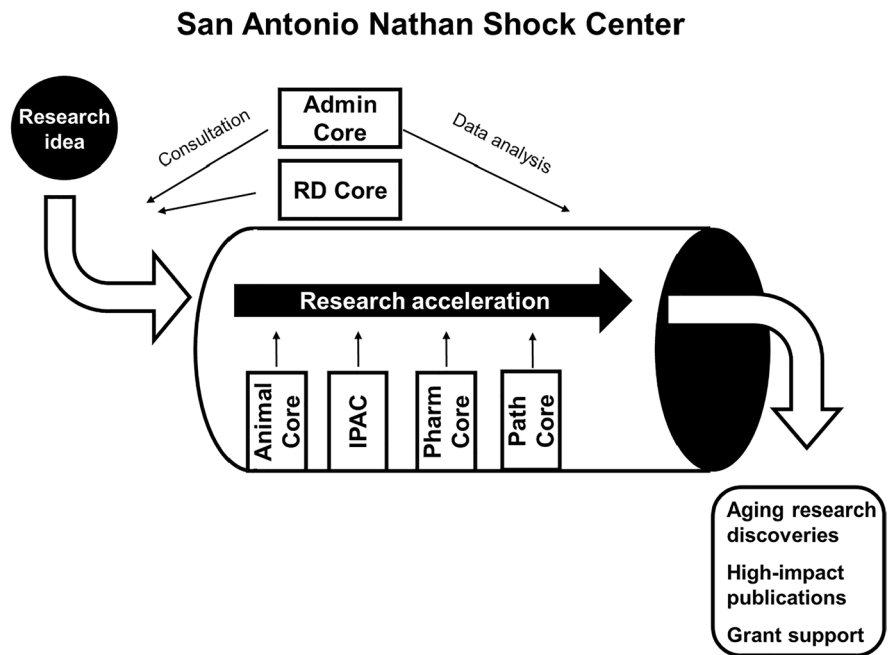 San Antonio Nathan Shock Center
Research
idea
Consultation
Admin
Core
Data analysis
RD Core
Research acceleration
Animal
Core
IPAC
Pharm
Core
Path
Core
Aging research
discoveries
High-impact
publications
Grant support